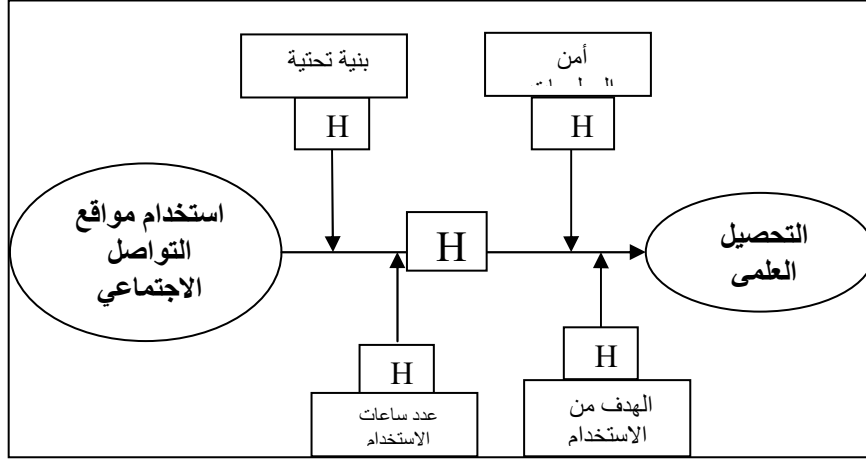 بنية تحتية
أمن
H
H
استخدام مواقع
التواصل
الاجتماعي
H
التحصيل
العلمى
H
H
عدد ساعات
الاستخدام
الهدف من
الاستخدام